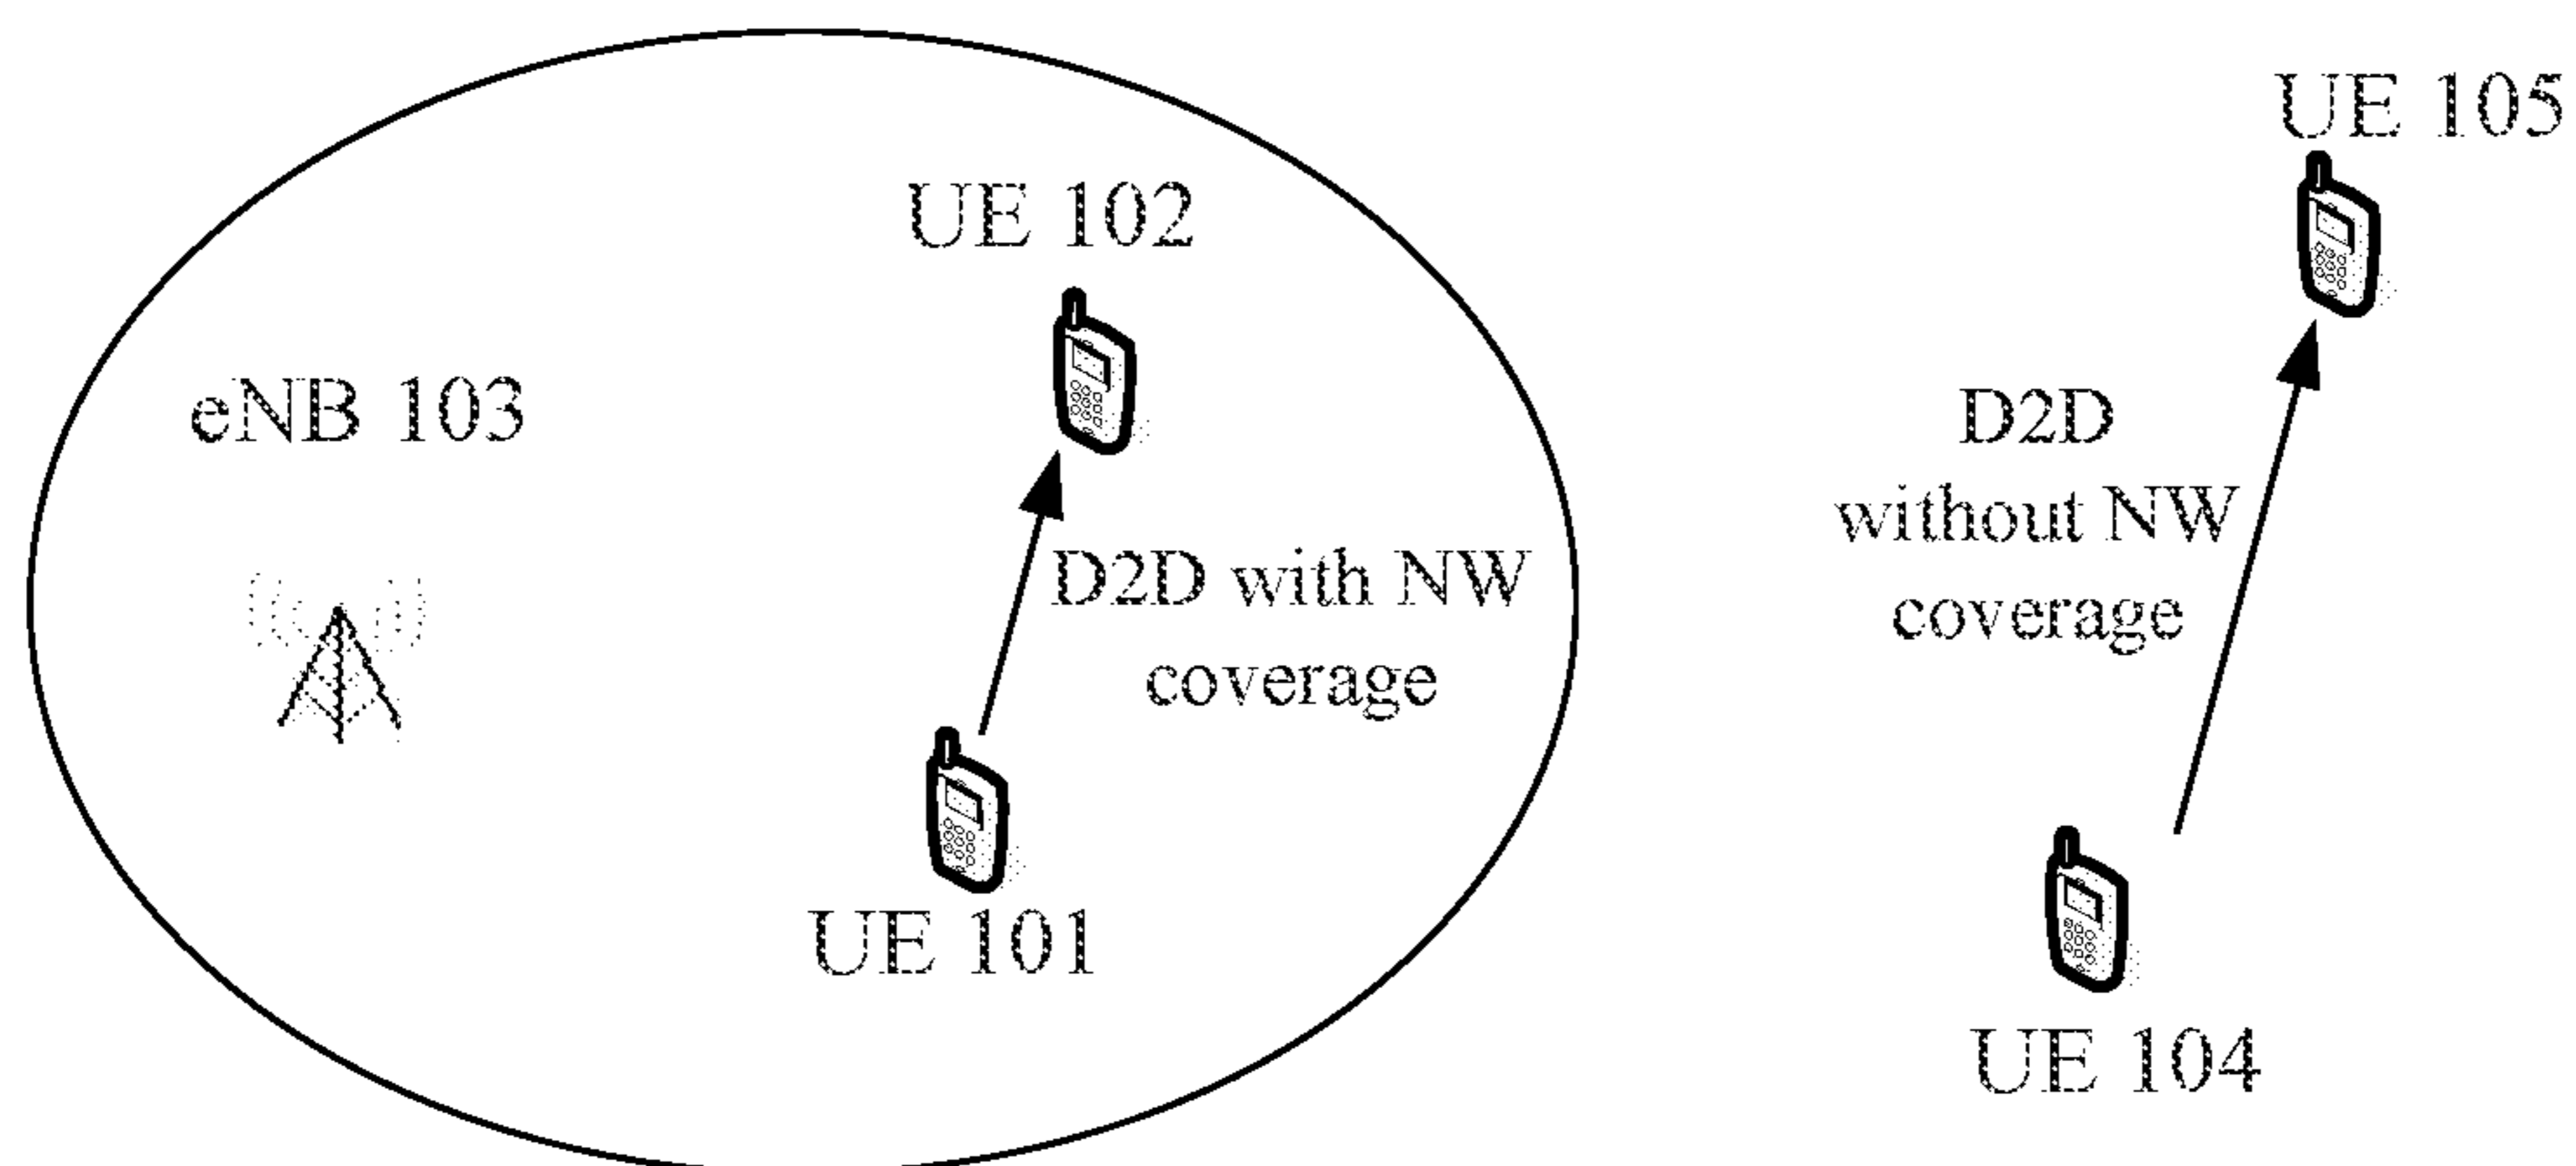 UE 105
UE 102
eNB 103
D2D
without NW
coverage
D2D with NW
coverage
UE 101
UE 104